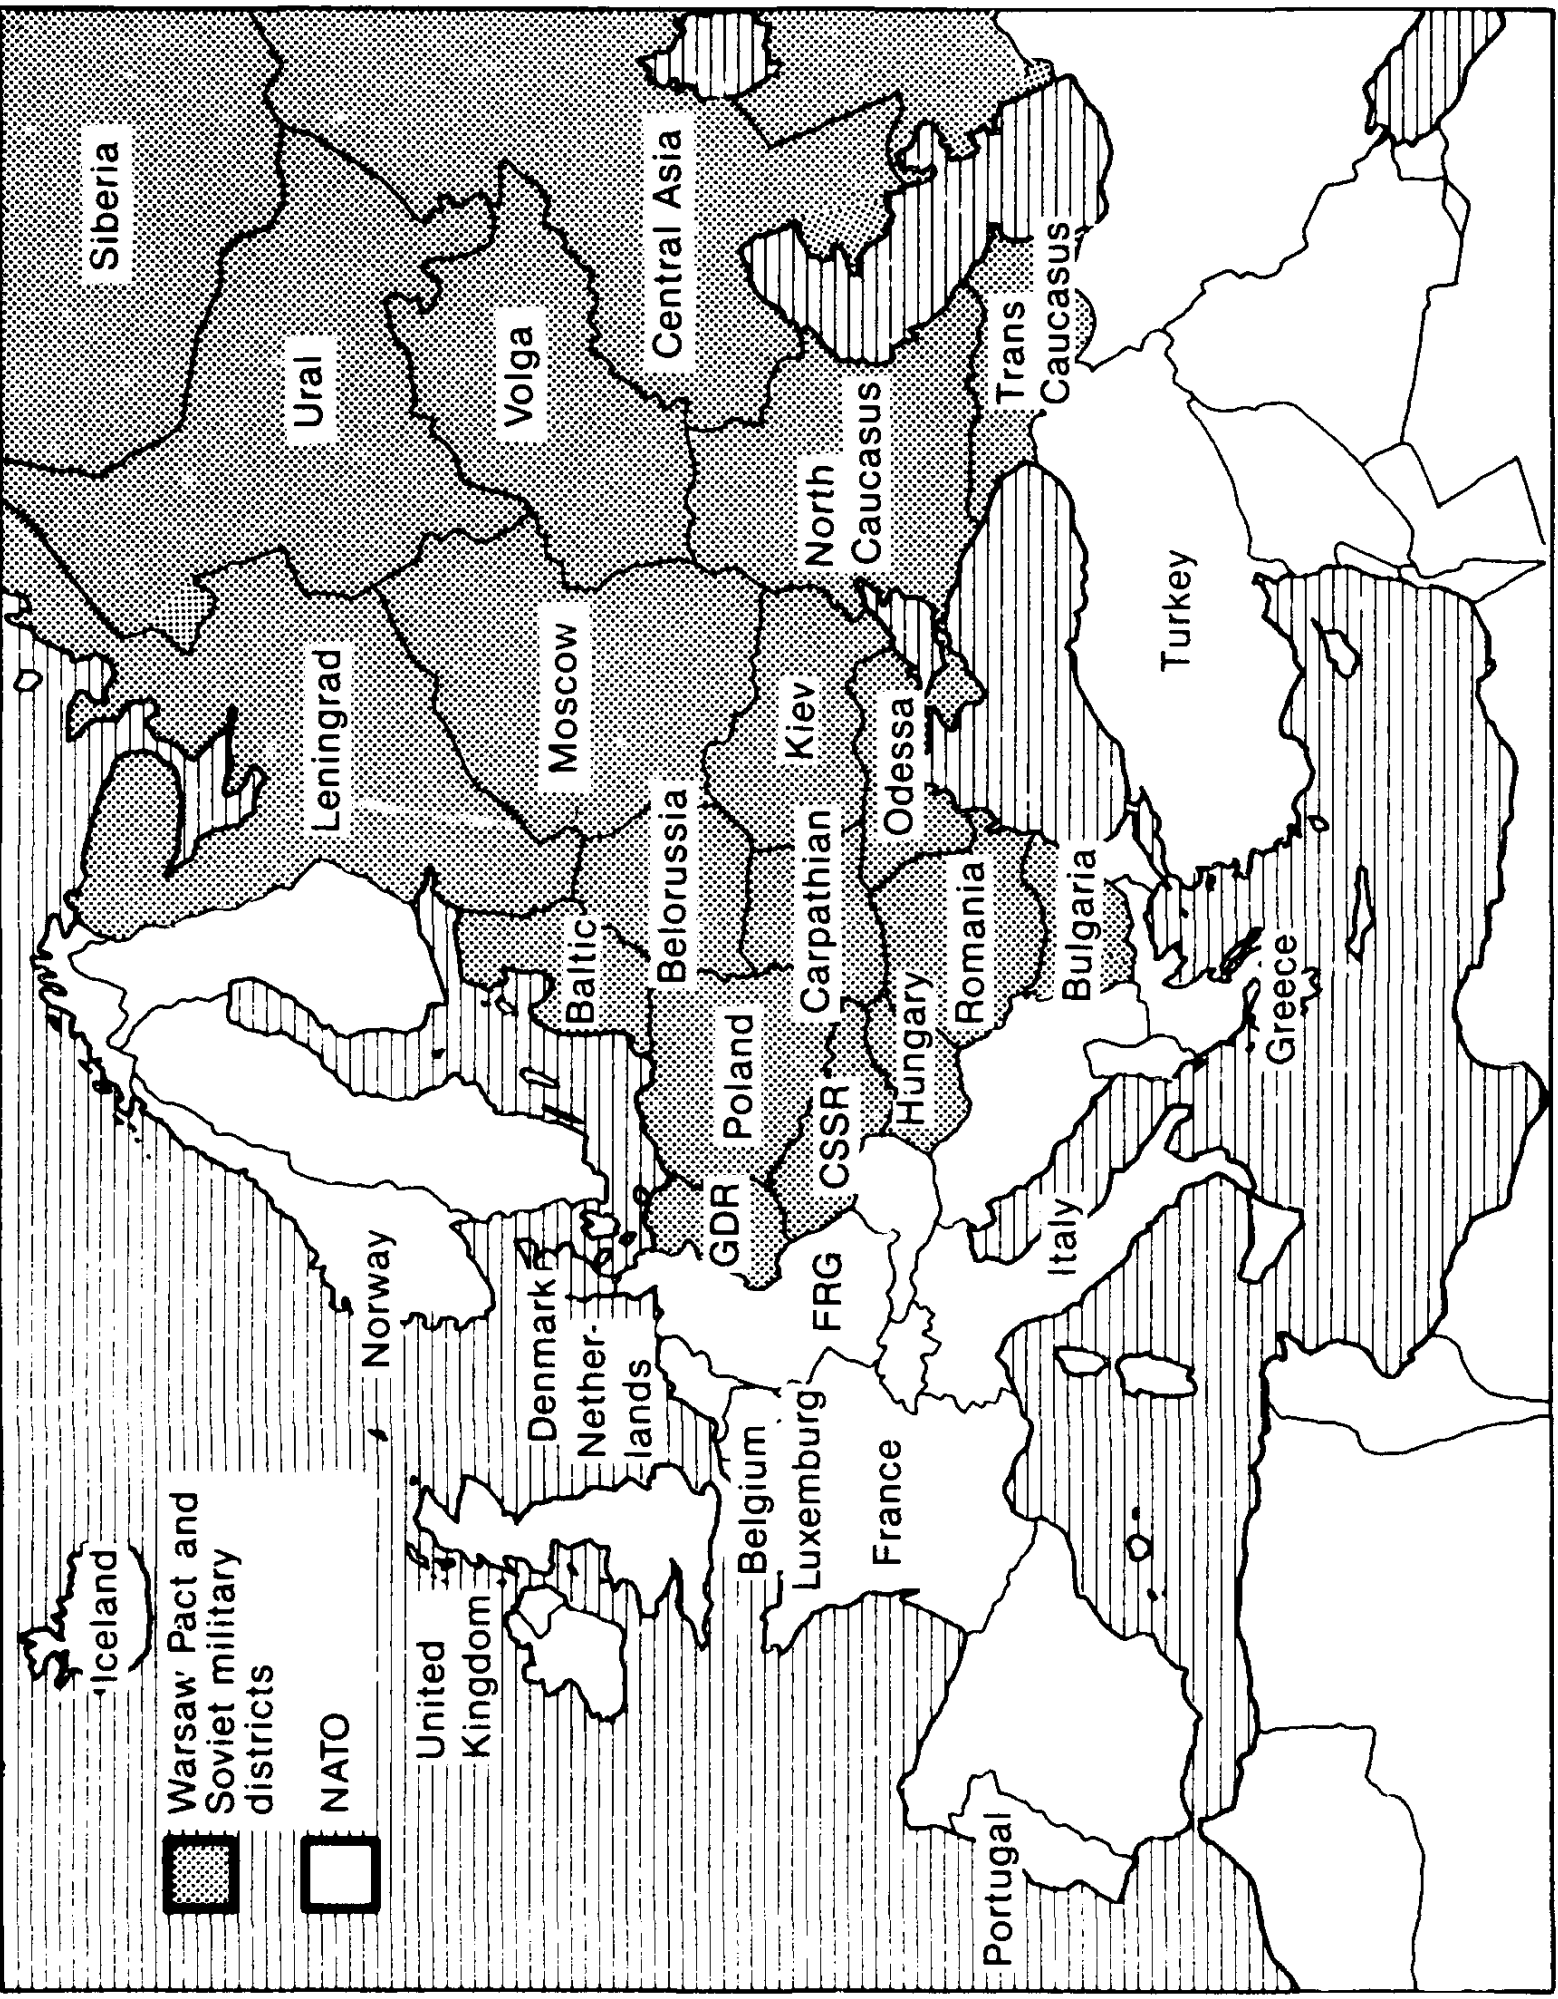 Iceland
Warsaw Pact and
Soviet military
districts
NATO
United
Kingdom
Norway
Denmark
Nether-
lands
Belgium
Luxemburg
France
Portugal
FRG
Italy
GDR
Poland
CSSR
Hungary
Romania
Bulgaria
Greece
Turkey
Baltic
Belorussia
Carpathian
Leningrad
Moscow
Kiev
Odessa
North
Caucasus
Trans
Caucasus
Siberia
Ural
Volga
Central Asia